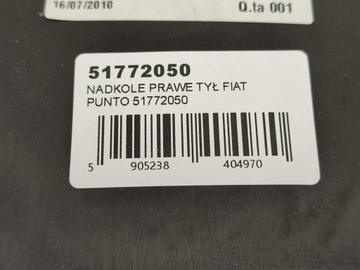 16/07/2010
Q.ta 001
51772050
NADKOLE PRAWE TYŁ FIAT
PUNTO 51772050
5 905238 404970